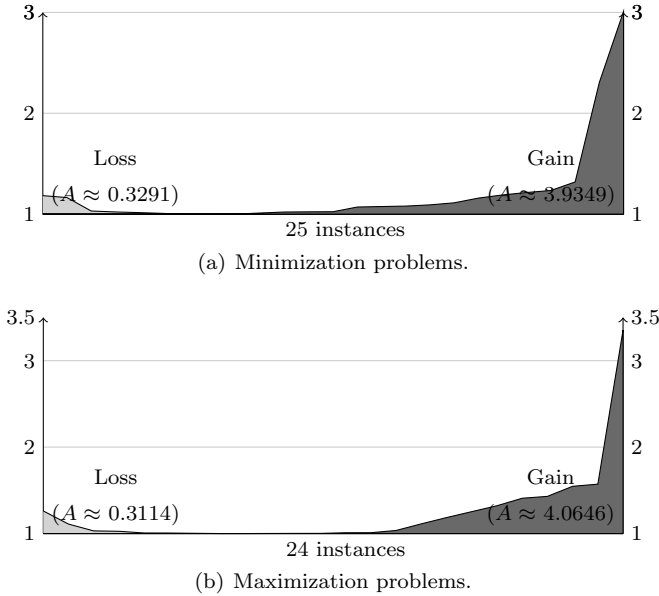 3 3
2 2
Loss Gain
(A ≈ 0.3291) (A ≈ 3.9349)
1 1
25 instances
(a) Minimization problems.
3.5 3.5
3 3
2 2
Loss Gain
(A ≈ 0.3114) (A ≈ 4.0646)
1 1
24 instances
(b) Maximization problems.